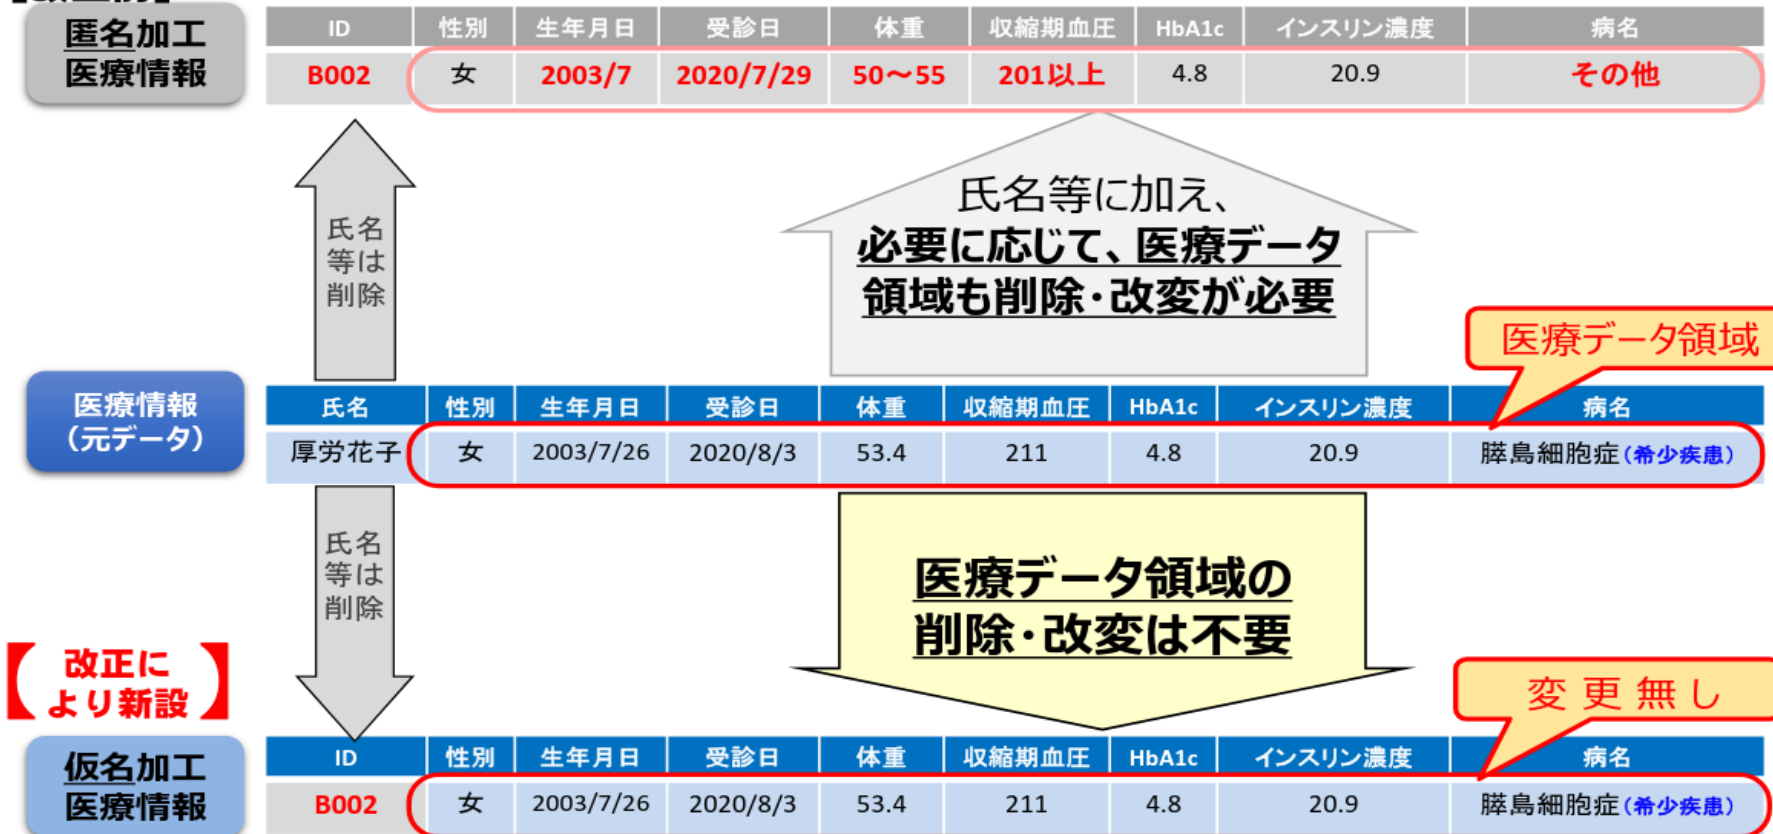 匿名加工
医療情報
ID 性別 生年月日 受診日 体重 収縮期血圧 HbA1c インスリン濃度 病名
B002 女 2003/7 2020/7/29 50～55 201以上 4.8 20.9 その他
氏名
等は
削除
氏名等に加え、
必要に応じて、医療データ
領域も削除・改変が必要
医療データ領域
医療情報
（元データ）
氏名 性別 生年月日 受診日 体重 収縮期血圧 HbA1c インスリン濃度 病名
厚労花子 女 2003/7/26 2020/8/3 53.4 211 4.8 20.9 膵島細胞症（希少疾患）
氏名
等は
削除
医療データ領域の
削除・改変は不要
【改正に
より新設】
変更無し
仮名加工
医療情報
ID 性別 生年月日 受診日 体重 収縮期血圧 HbA1c インスリン濃度 病名
B002 女 2003/7/26 2020/8/3 53.4 211 4.8 20.9 膵島細胞症（希少疾患）